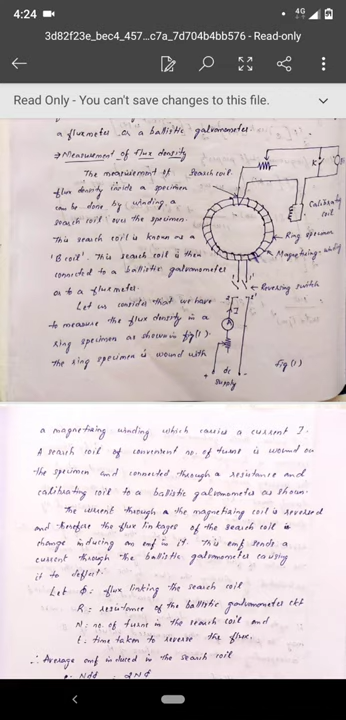 4:24
4G
3d82f23e_bec4_457...c7a_7d704b4bb576 - Read-only
Read Only - You can't save changes to this file.
a fluxmeter or a ballistic galvanometer.
→ Measurement of flux density
The measurement of
flux density inside a specimen
can be done by winding a
search coil over the specimen.
This search coil is known as a
'B coil'. This search coil is then
connected to a ballistic galvanometer
or to a fluxmeter.
Let us consider that we have
to measure the flux density in a
ring specimen as shown in fig(1).
the ring specimen is wound with
Search coil
K
Calibrating
coil
Ring specimen
Magnetising winding
Reversing switch
I
dc
supply
fig(1)
a magnetizing winding which carries a current I.
A search coil of convenient no. of turns is wound on
the specimen and connected through a resistance and
calibrating coil to a balistic galvanometer as shown.
The current through a the magnetizing coil is reversed
and therefore the flux linkages of the search coil is
change inducing an emf in it. This emf sends a
current through the ballistic galvanometer causing
it to deflect.
Let ϕ = flux linking the search coil
R = resistance of the ballistic galvanometer ckt
N = no. of turns in the search coil and
t = time taken to reverse the flux.
∴ Average emf induced in the search coil